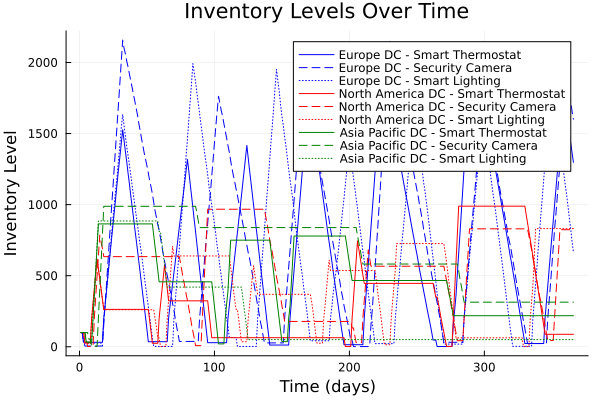 Inventory Levels Over Time
Inventory Level
2000
1500
1000
500
0
Europe DC - Smart Thermostat
Europe DC - Security Camera
Europe DC - Smart Lighting
North America DC - Smart Thermostat
North America DC - Security Camera
North America DC - Smart Lighting
Asia Pacific DC - Smart Thermostat
Asia Pacific DC - Security Camera
Asia Pacific DC - Smart Lighting
0 100 200 300
Time (days)